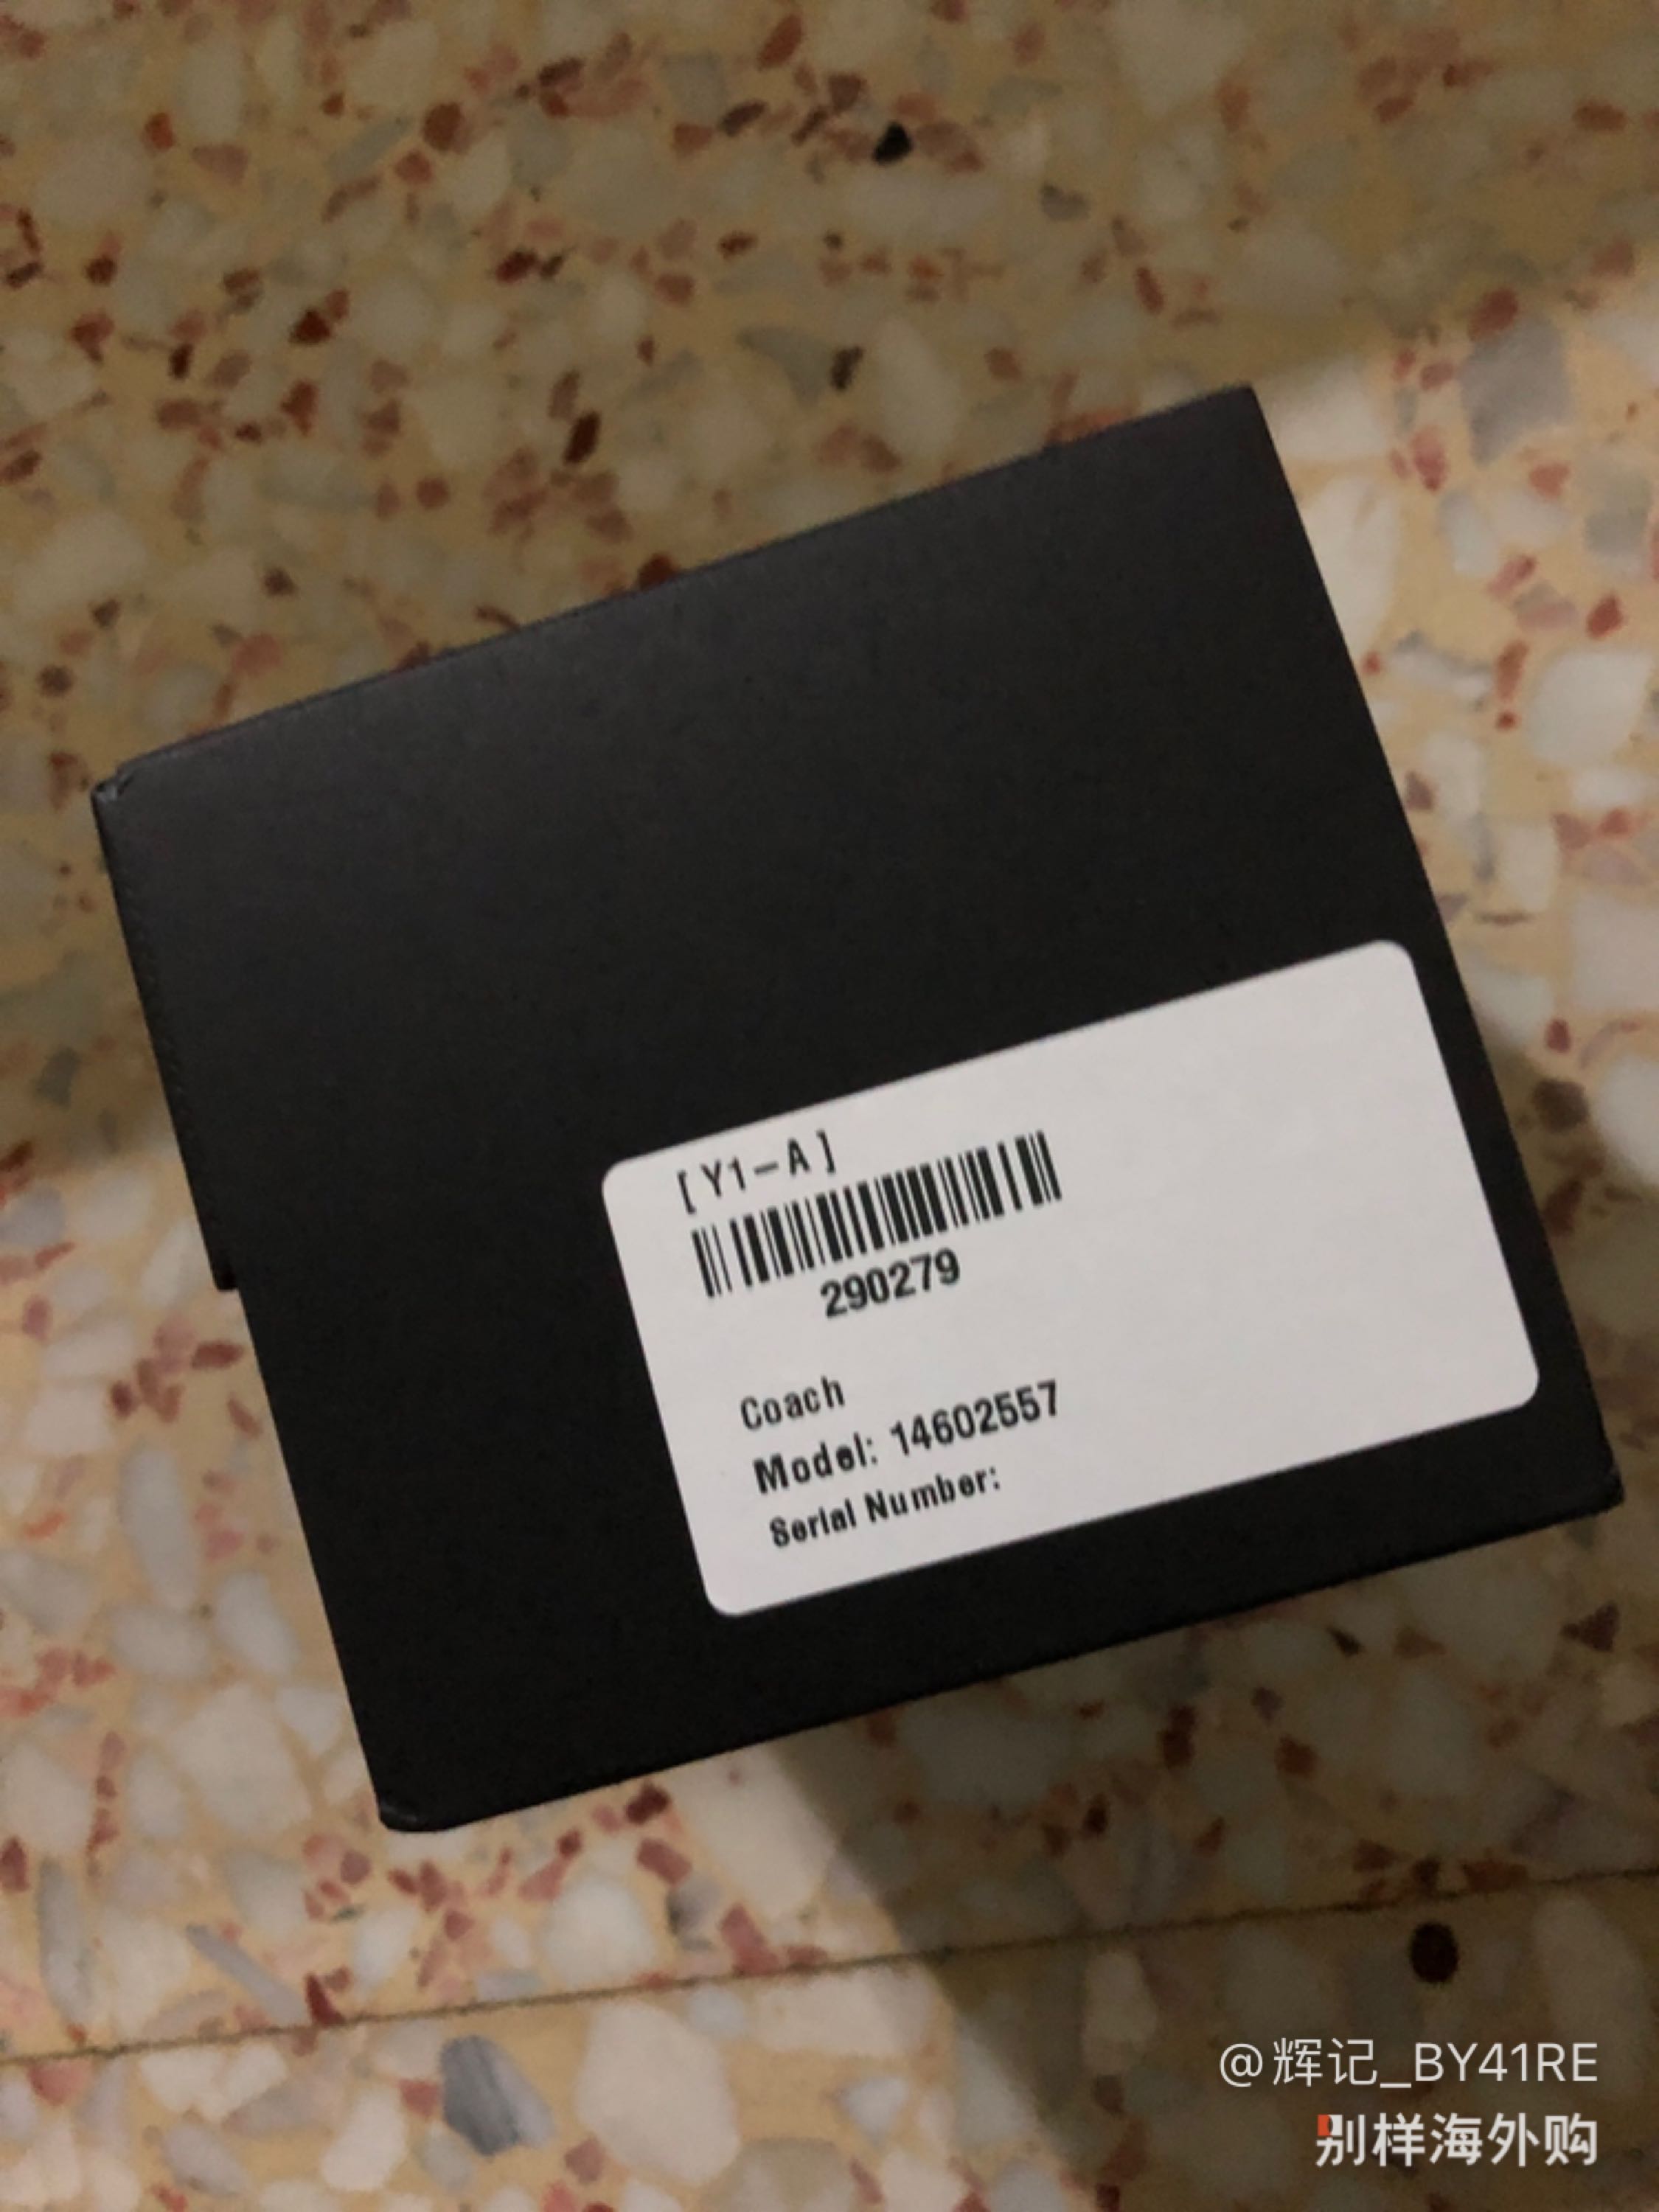 [ Y1-A ]
290279
Coach
Model: 14602557
Serial Number:
@辉记_BY41RE
别样海外购